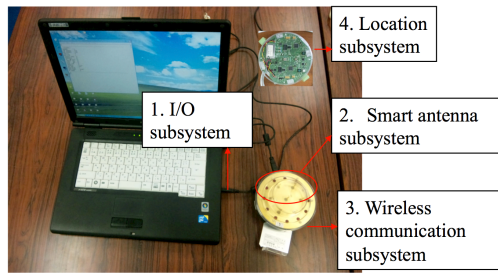 4. Location
subsystem
1. I/O
subsystem
2. Smart antenna
subsystem
3. Wireless
communication
subsystem